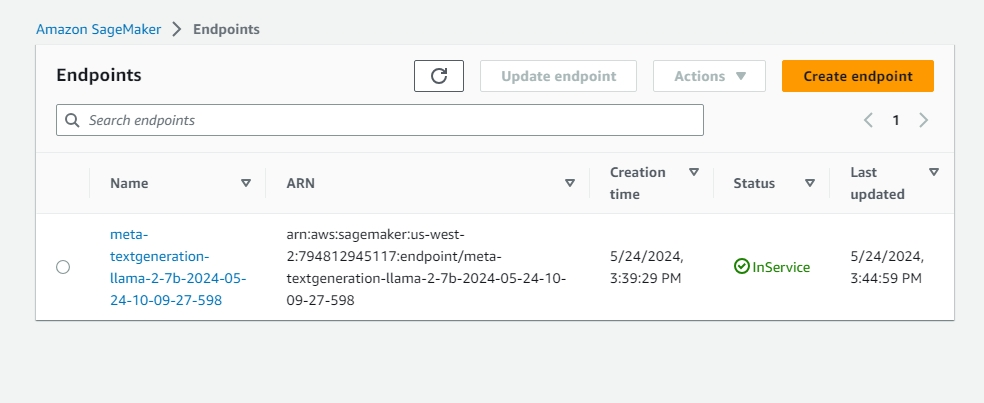 Amazon SageMaker > Endpoints
Endpoints
Update endpoint
Actions
Create endpoint
Search endpoints
1
Name
ARN
Creation
time
Status
Last
updated
meta-
textgeneration-
llama-2-7b-2024-05-
24-10-09-27-598
arn:aws:sagemaker:us-west-
2:794812945117:endpoint/meta-
textgeneration-llama-2-7b-2024-05-24-10-
09-27-598
5/24/2024,
3:39:29 PM
InService
5/24/2024,
3:44:59 PM